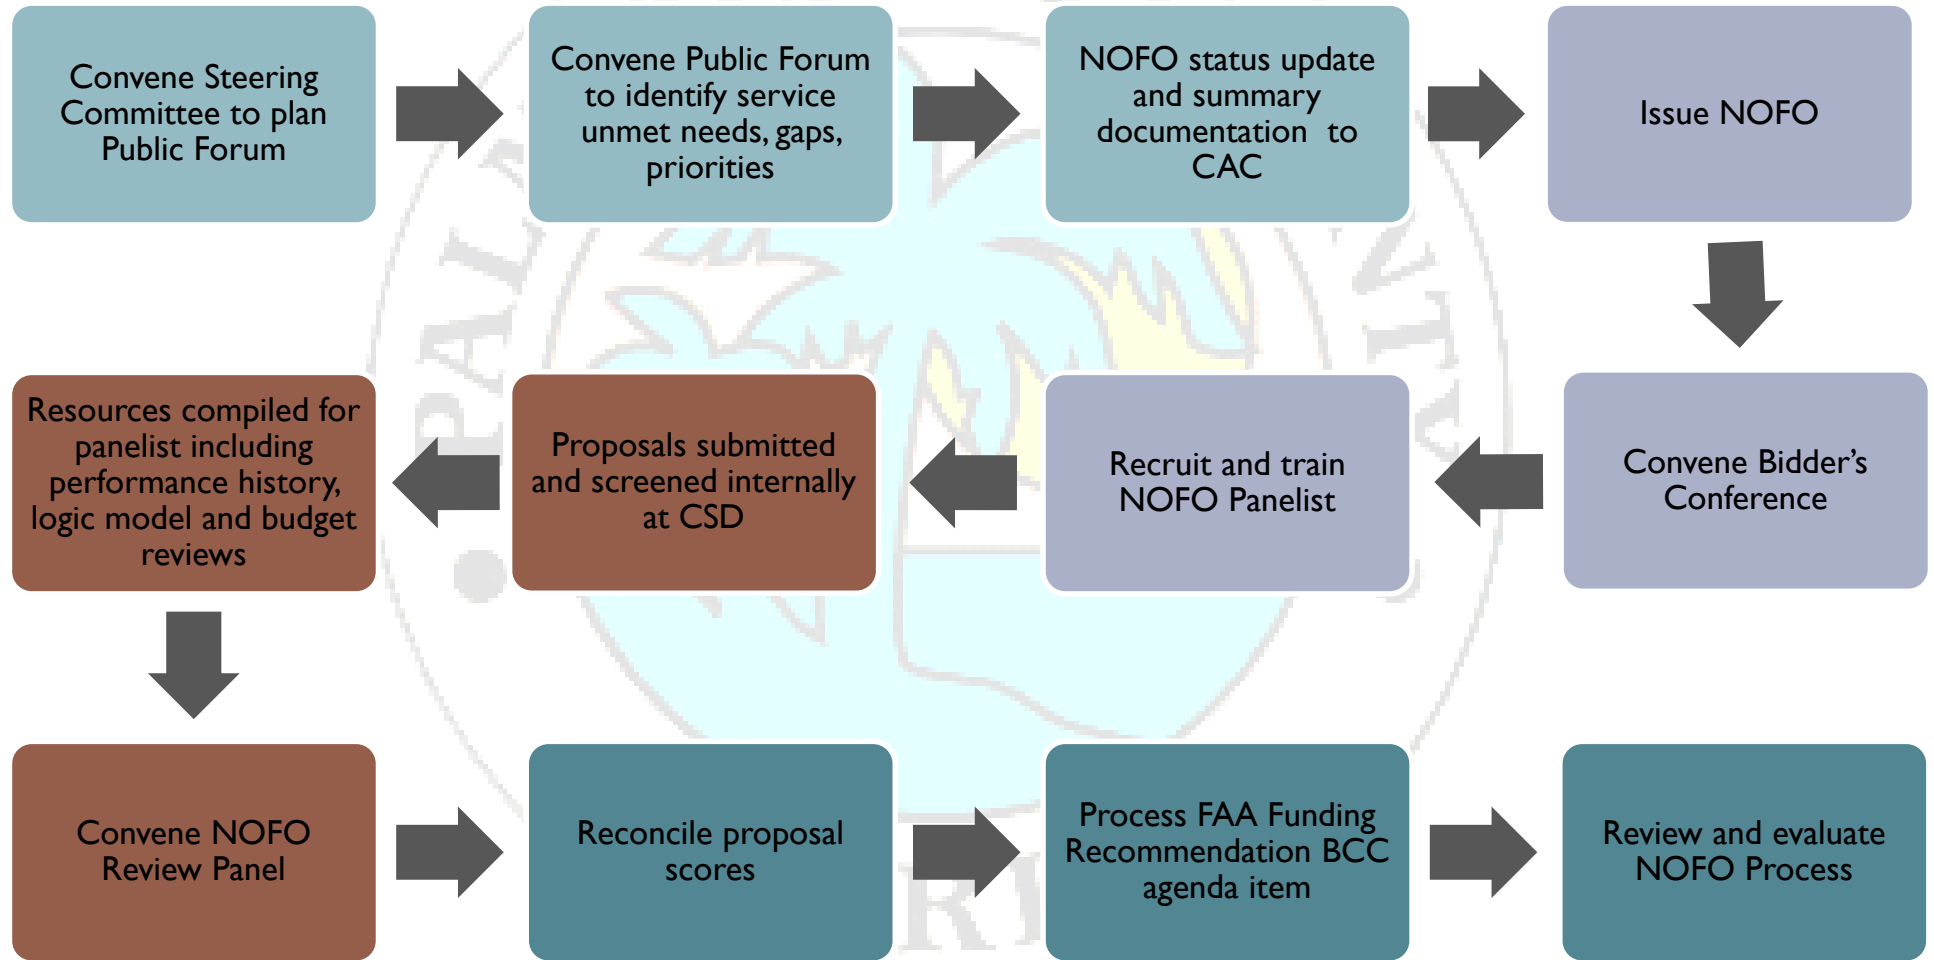 Convene Steering
Committee to plan
Public Forum
Convene Public Forum
to identify service
unmet needs, gaps,
priorities
NOFO status update
and summary
documentation to
CAC
Issue NOFO
Convene Bidder’s
Conference
Recruit and train
NOFO Panelist
Proposals submitted
and screened internally
at CSD
Resources compiled for
panelist including
performance history,
logic model and budget
reviews
Convene NOFO
Review Panel
Reconcile proposal
scores
Process FAA Funding
Recommendation BCC
agenda item
Review and evaluate
NOFO Process